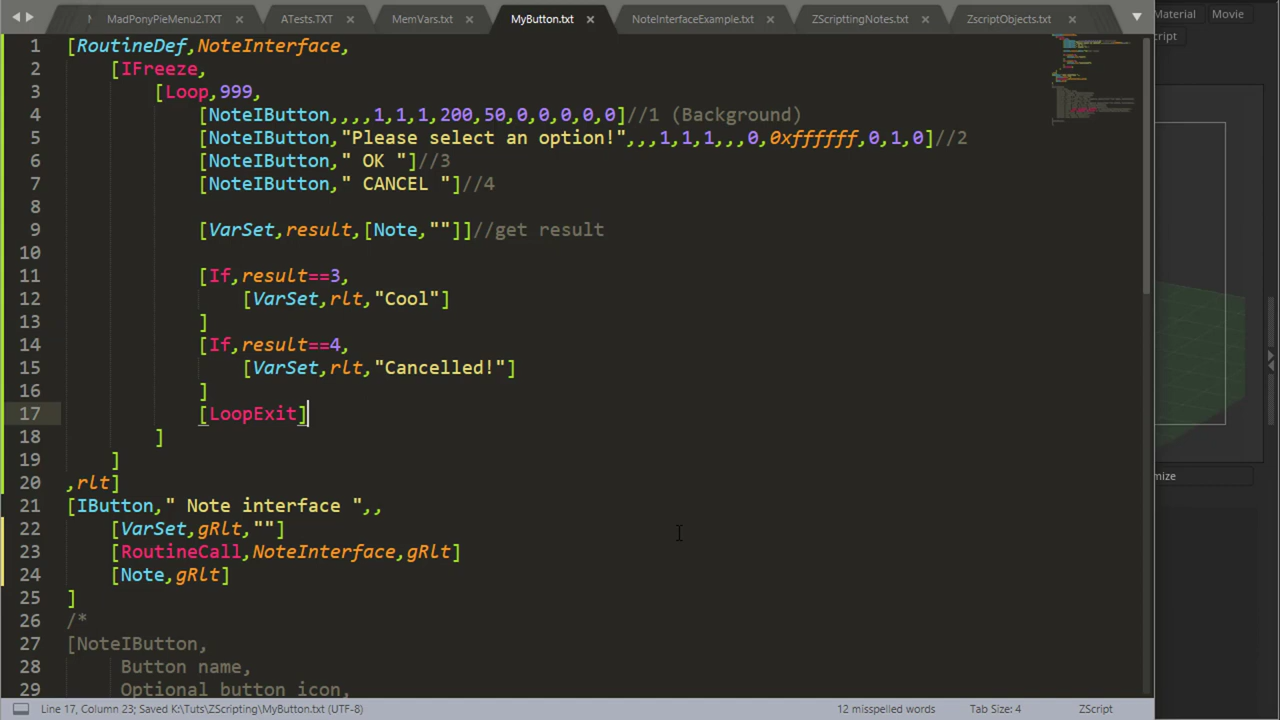 MadPonyPieMenu2.TXT × ATests.TXT × MemVars.txt × MyButton.txt × NoteInterfaceExample.txt × ZScripttingNotes.txt × ZscriptObjects.txt ×
Material Movie
cript
1 [RoutineDef,NoteInterface,
2 [IFreeze,
3 [Loop,999,
4 [NoteIButton,,,,1,1,1,200,50,0,0,0,0,0]//1 (Background)
5 [NoteIButton,"Please select an option!",,,1,1,1,,,0,0xffffff,0,1,0]//2
6 [NoteIButton," OK "]//3
7 [NoteIButton," CANCEL "]//4
8
9 [VarSet,result,[Note,""]]//get result
10
11 [If,result==3,
12 [VarSet,rlt,"Cool"]
13 ]
14 [If,result==4,
15 [VarSet,rlt,"Cancelled!"]
16 ]
17 [LoopExit]
18 ]
19 ]
20 ,rlt]
21 [IButton," Note interface ",,
22 [VarSet,gRlt,""]
23 [RoutineCall,NoteInterface,gRlt]
24 [Note,gRlt]
25 ]
26 /*
27 [NoteIButton,
28 Button name,
29 Optional button icon,
mize
Line 17, Column 23; Saved K:\Tuts\ZScripting\MyButton.txt (UTF-8) 12 misspelled words Tab Size: 4 ZScript